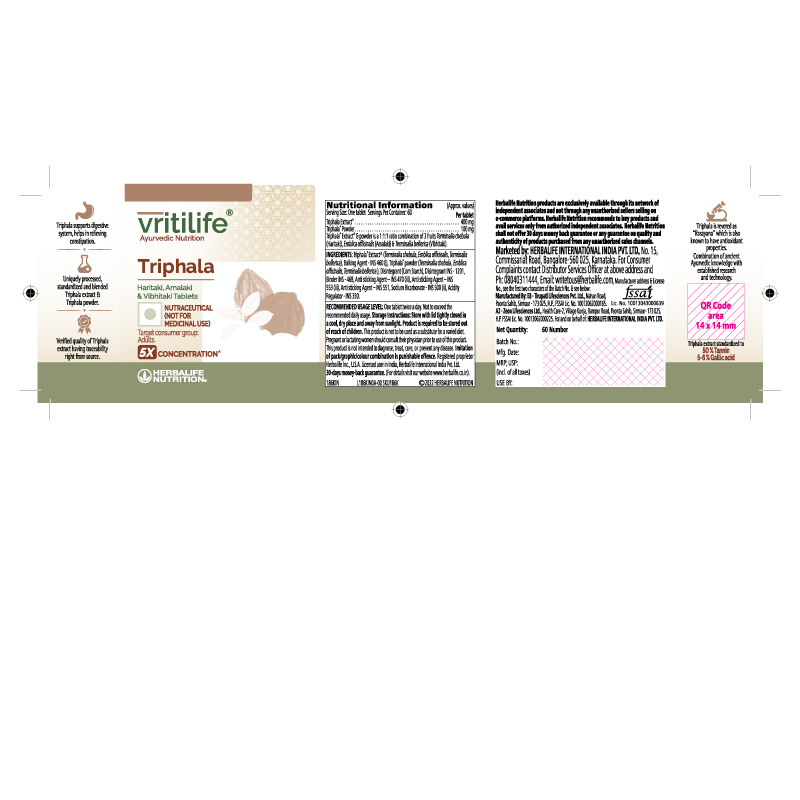 Triphala supports digestive
system, helps in relieving
constipation.
Uniquely processed,
standardized and blended
Triphala extract &
Triphala powder.
Verified quality of Triphala
extract having traceability
right from source.
vritilife®
Ayurvedic Nutrition
Triphala
Haritaki, Amalaki
& Vibhitaki Tablets
NUTRACEUTICAL
(NOT FOR
MEDICINAL USE)
Target consumer group:
Adults
5X CONCENTRATION^
HERBALIFE
NUTRITION
Nutritional Information (Approx. values)
Serving Size: One tablet Servings Per Container: 60
Per tablet
Triphala Extract* 400 mg
Triphala* Powder 100 mg
Triphala* Extract* & powder is a 1:1:1 ratio combination of 3 fruits Terminalia chebula
(Haritaki), Emblica officinalis (Amalaki) & Terminalia bellerica (Vibhitaki).
INGREDIENTS: Triphala* Extract* (Terminalia chebula, Emblica officinalis, Terminalia
bellerica), Bulking Agent - INS 460 (i), Triphala* powder (Terminalia chebula, Emblica
officinalis, Terminalia bellerica), Disintegrant (Corn Starch), Disintegrant INS - 1201,
Binder INS - 468, Anti sticking Agent – INS 470 (iii), Anti sticking Agent – INS
553 (iii), Anti sticking Agent – INS 551, Sodium Bicarbonate - INS 500 (ii), Acidity
Regulator - INS 330.
RECOMMENDED USAGE LEVEL: One tablet twice a day. Not to exceed the
recommended daily usage. Storage Instructions: Store with lid tightly closed in
a cool, dry place and away from sunlight. Product is required to be stored out
of reach of children. This product is not to be used as a substitute for a varied diet.
Pregnant or lactating women should consult their physician prior to use of this product.
This product is not intended to diagnose, treat, cure, or prevent any disease. Imitation
of pack/graphic/colour combination is punishable offence. Registered proprietor
Herbalife Inc., U.S.A. Licensed user in India, Herbalife International India Pvt. Ltd.
30-days money-back guarantee. (For details visit our website www.herbalife.co.in).
186KIN L186KINOA-00.SKU186K ©2022 HERBALIFE NUTRITION
Herbalife Nutrition products are exclusively available through its network of
independent associates and not through any unauthorized sellers selling on
e-commerce platforms. Herbalife Nutrition recommends to buy products and
avail services only from authorized independent associates. Herbalife Nutrition
shall not offer 30 days money back guarantee or any guarantee on quality and
authenticity of products purchased from any unauthorized sales channels.
Marketed by: HERBALIFE INTERNATIONAL INDIA PVT. LTD., No. 15,
Commissariat Road, Bangalore-560 025, Karnataka. For Consumer
Complaints contact Distributor Services Officer at above address and
Ph: 08040311444, Email: writetous@herbalife.com, Manufacturer address & license
No., see the first two characters of the Batch No. & see below
Manufactured By: EB - Tirupati Lifesciences Pvt. Ltd., Nahan Road,
Paonta Sahib, Sirmaur - 173 025, H.P., FSSAI Lic. No. 10013062000165.
fssai
Lic. No. 10013043000639
AZ - Zeon Lifesciences Ltd., Health Care-2, Village Kunja, Rampur Road, Paonta Sahib, Sirmaur- 173 025,
H.P. FSSAI Lic. No. 10013062000225. For and on behalf of: HERBALIFE INTERNATIONAL INDIA PVT. LTD.
Net Quantity: 60 Number
Batch No.:
Mfg. Date:
MRP; USP:
(Incl. of all taxes)
USE BY:
Triphala is revered as
"Rasayana" which is also
known to have antioxidant
properties.
Combination of ancient
Ayurvedic knowledge with
established research
and technology.
QR Code
area
14 x 14 mm
Triphala extract standardized to
50 % Tannin
5-6 % Gallic acid